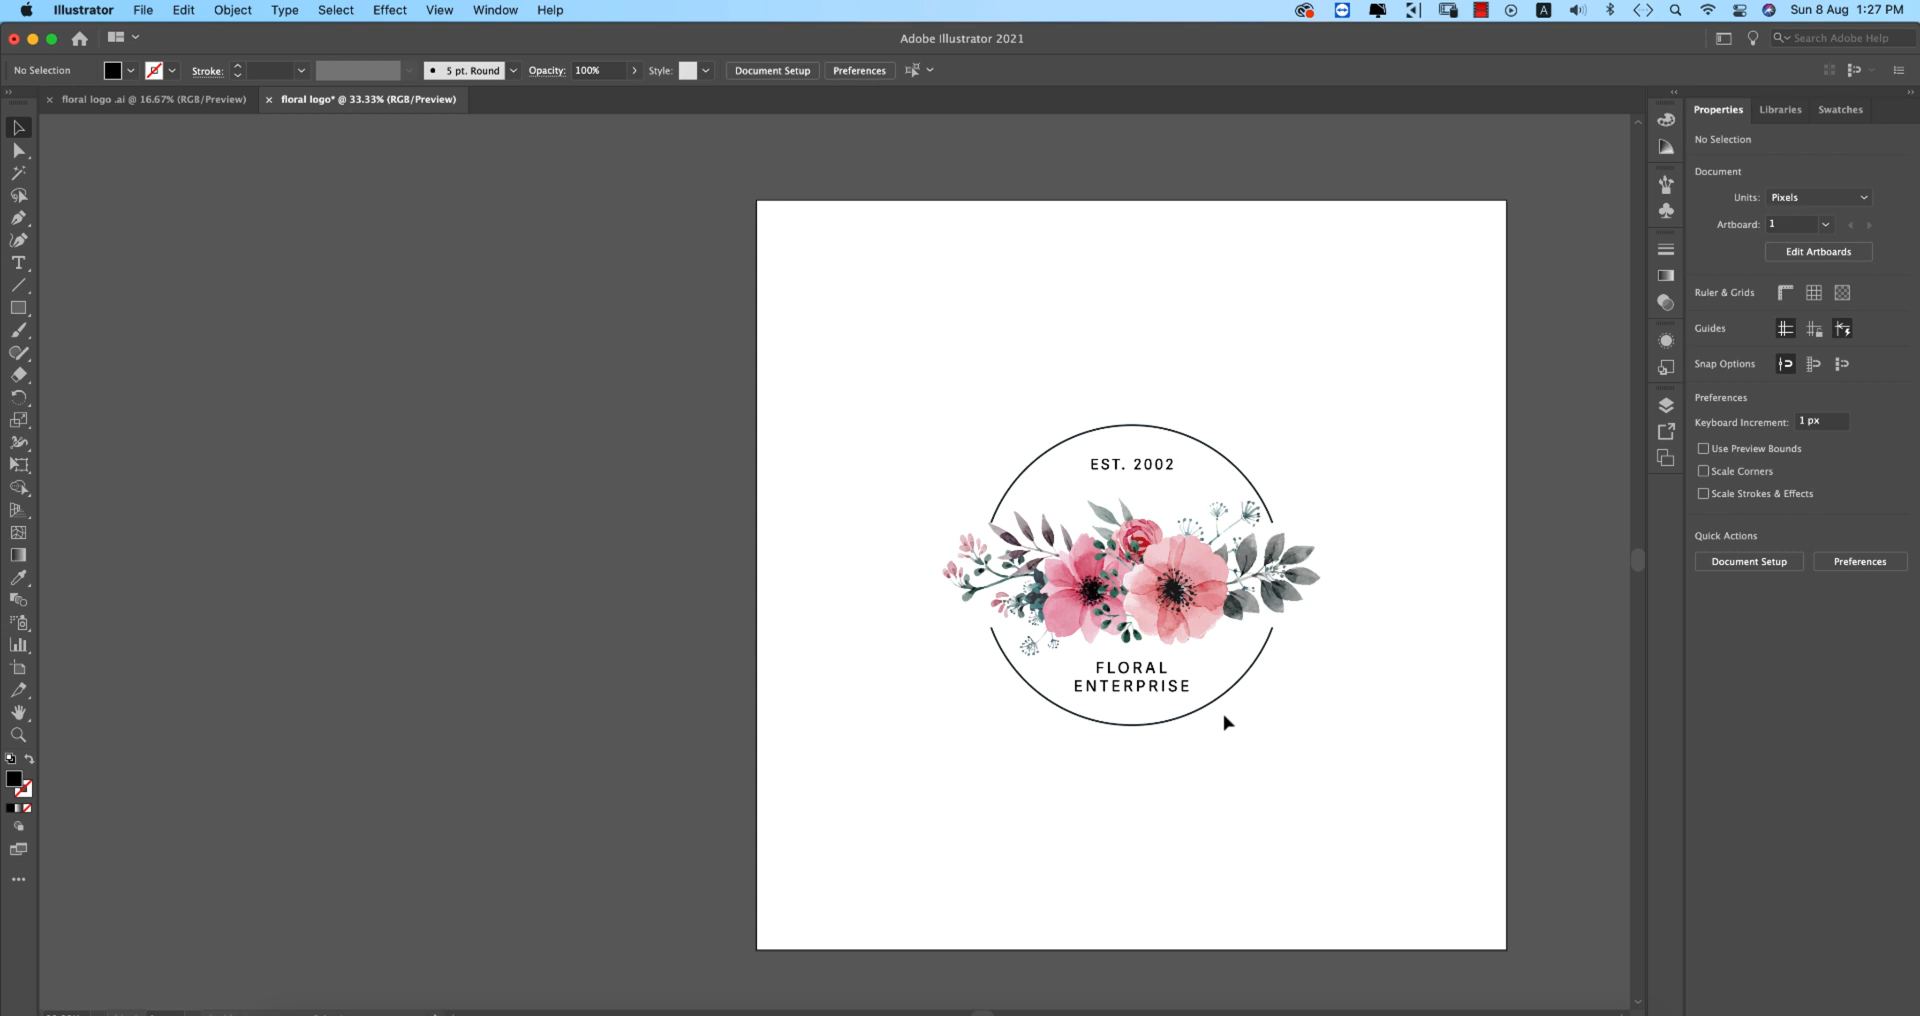 Illustrator File Edit Object Type Select Effect View Window Help
A Sun 8 Aug 1:27 PM
Adobe Illustrator 2021
Search Adobe Help
No Selection Stroke: 5 pt. Round Opacity: 100% Style: Document Setup Preferences
floral logo .ai @ 16.67% (RGB/Preview)
floral logo* @ 33.33% (RGB/Preview)
Properties Libraries Swatches
No Selection
Document
Units: Pixels
Artboard: 1
Edit Artboards
Ruler & Grids
Guides
Snap Options
Preferences
Keyboard Increment: 1 px
Use Preview Bounds
Scale Corners
Scale Strokes & Effects
Quick Actions
Document Setup Preferences
EST. 2002
FLORAL
ENTERPRISE